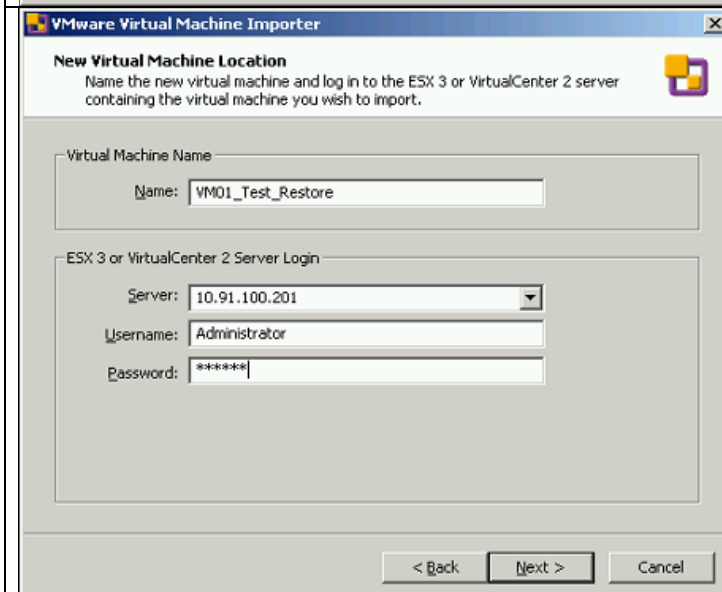 VMware Virtual Machine Importer
New Virtual Machine Location
Name the new virtual machine and log in to the ESX 3 or VirtualCenter 2 server
containing the virtual machine you wish to import.
Virtual Machine Name
Name: VM01_Test_Restore
ESX 3 or VirtualCenter 2 Server Login
Server: 10.91.100.201
Username: Administrator
Password: ******
< Back Next > Cancel